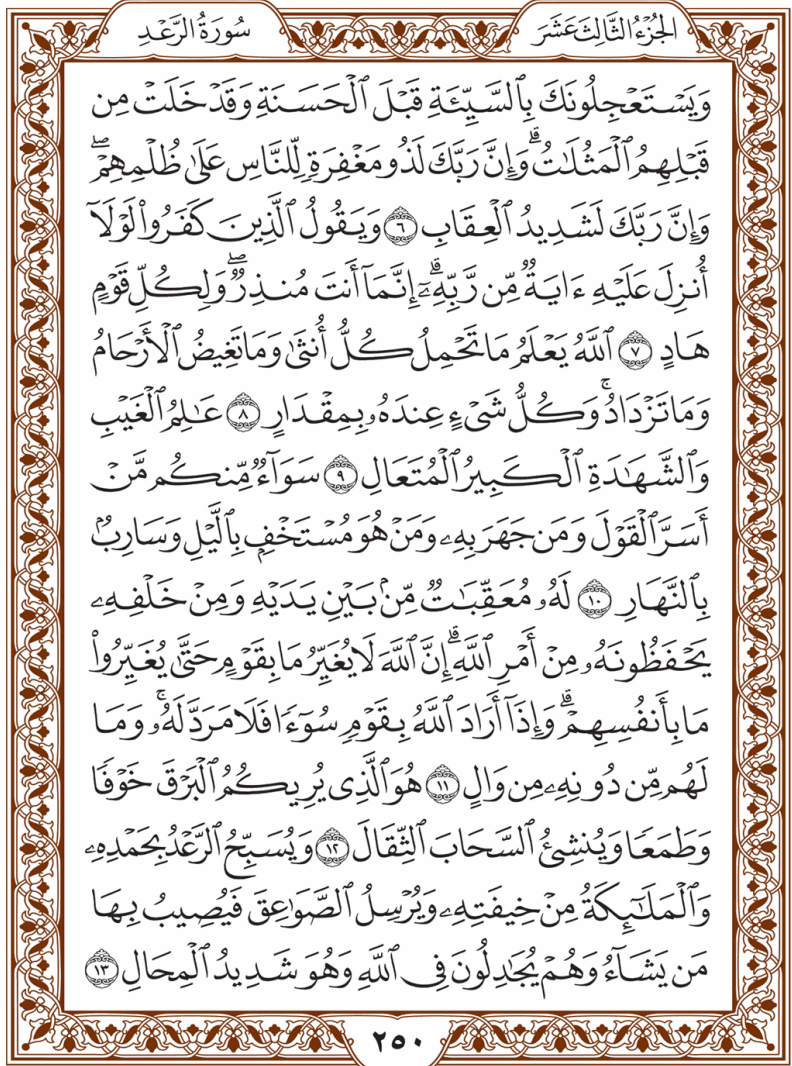 الجُزْءُ الثَّالِثَ عَشَرَ
سُورَةُ الرَّعْدِ
وَيَسْتَعْجِلُونَكَ بِٱلسَّيِّئَةِ قَبْلَ ٱلْحَسَنَةِ وَقَدْ خَلَتْ مِن
قَبْلِهِمُ ٱلْمَثُلَٰتُۗ وَإِنَّ رَبَّكَ لَذُو مَغْفِرَةٍ لِّلنَّاسِ عَلَىٰ ظُلْمِهِمْۖ
وَإِنَّ رَبَّكَ لَشَدِيدُ ٱلْعِقَابِ ٦ وَيَقُولُ ٱلَّذِينَ كَفَرُوا۟ لَوْلَآ
أُنزِلَ عَلَيْهِ ءَايَةٌ مِّن رَّبِّهِۦٓۗ إِنَّمَآ أَنتَ مُنذِرٌۖ وَلِكُلِّ قَوْمٍ
هَادٍ ٧ ٱللَّهُ يَعْلَمُ مَا تَحْمِلُ كُلُّ أُنثَىٰ وَمَا تَغِيضُ ٱلْأَرْحَامُ
وَمَا تَزْدَادُۚ وَكُلُّ شَىْءٍ عِندَهُۥ بِمِقْدَارٍ ٨ عَٰلِمُ ٱلْغَيْبِ
وَٱلشَّهَٰدَةِ ٱلْكَبِيرُ ٱلْمُتَعَالِ ٩ سَوَآءٌ مِّنكُم مَّنْ
أَسَرَّ ٱلْقَوْلَ وَمَن جَهَرَ بِهِۦ وَمَنْ هُوَ مُسْتَخْفٍۭ بِٱلَّيْلِ وَسَارِبٌۢ
بِٱلنَّهَارِ ١٠ لَهُۥ مُعَقِّبَٰتٌ مِّنۢ بَيْنِ يَدَيْهِ وَمِنْ خَلْفِهِۦ
يَحْفَظُونَهُۥ مِنْ أَمْرِ ٱللَّهِۗ إِنَّ ٱللَّهَ لَا يُغَيِّرُ مَا بِقَوْمٍ حَتَّىٰ يُغَيِّرُوا۟
مَا بِأَنفُسِهِمْۗ وَإِذَآ أَرَادَ ٱللَّهُ بِقَوْمٍ سُوٓءًا فَلَا مَرَدَّ لَهُۥۚ وَمَا
لَهُم مِّن دُونِهِۦ مِن وَالٍ ١١ هُوَ ٱلَّذِى يُرِيكُمُ ٱلْبَرْقَ خَوْفًا
وَطَمَعًا وَيُنشِئُ ٱلسَّحَابَ ٱلثِّقَالَ ١٢ وَيُسَبِّحُ ٱلرَّعْدُ بِحَمْدِهِۦ
وَٱلْمَلَٰٓئِكَةُ مِنْ خِيفَتِهِۦ وَيُرْسِلُ ٱلصَّوَٰعِقَ فَيُصِيبُ بِهَا
مَن يَشَآءُ وَهُمْ يُجَٰدِلُونَ فِى ٱللَّهِ وَهُوَ شَدِيدُ ٱلْمِحَالِ ١٣
٢٥٠